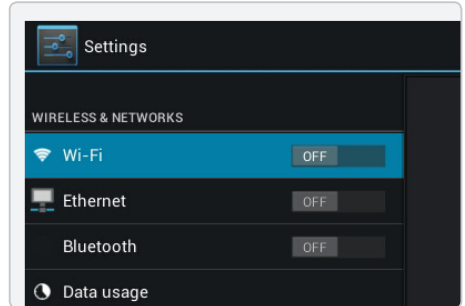 Settings
WIRELESS & NETWORKS
Wi-Fi OFF
Ethernet OFF
Bluetooth OFF
Data usage